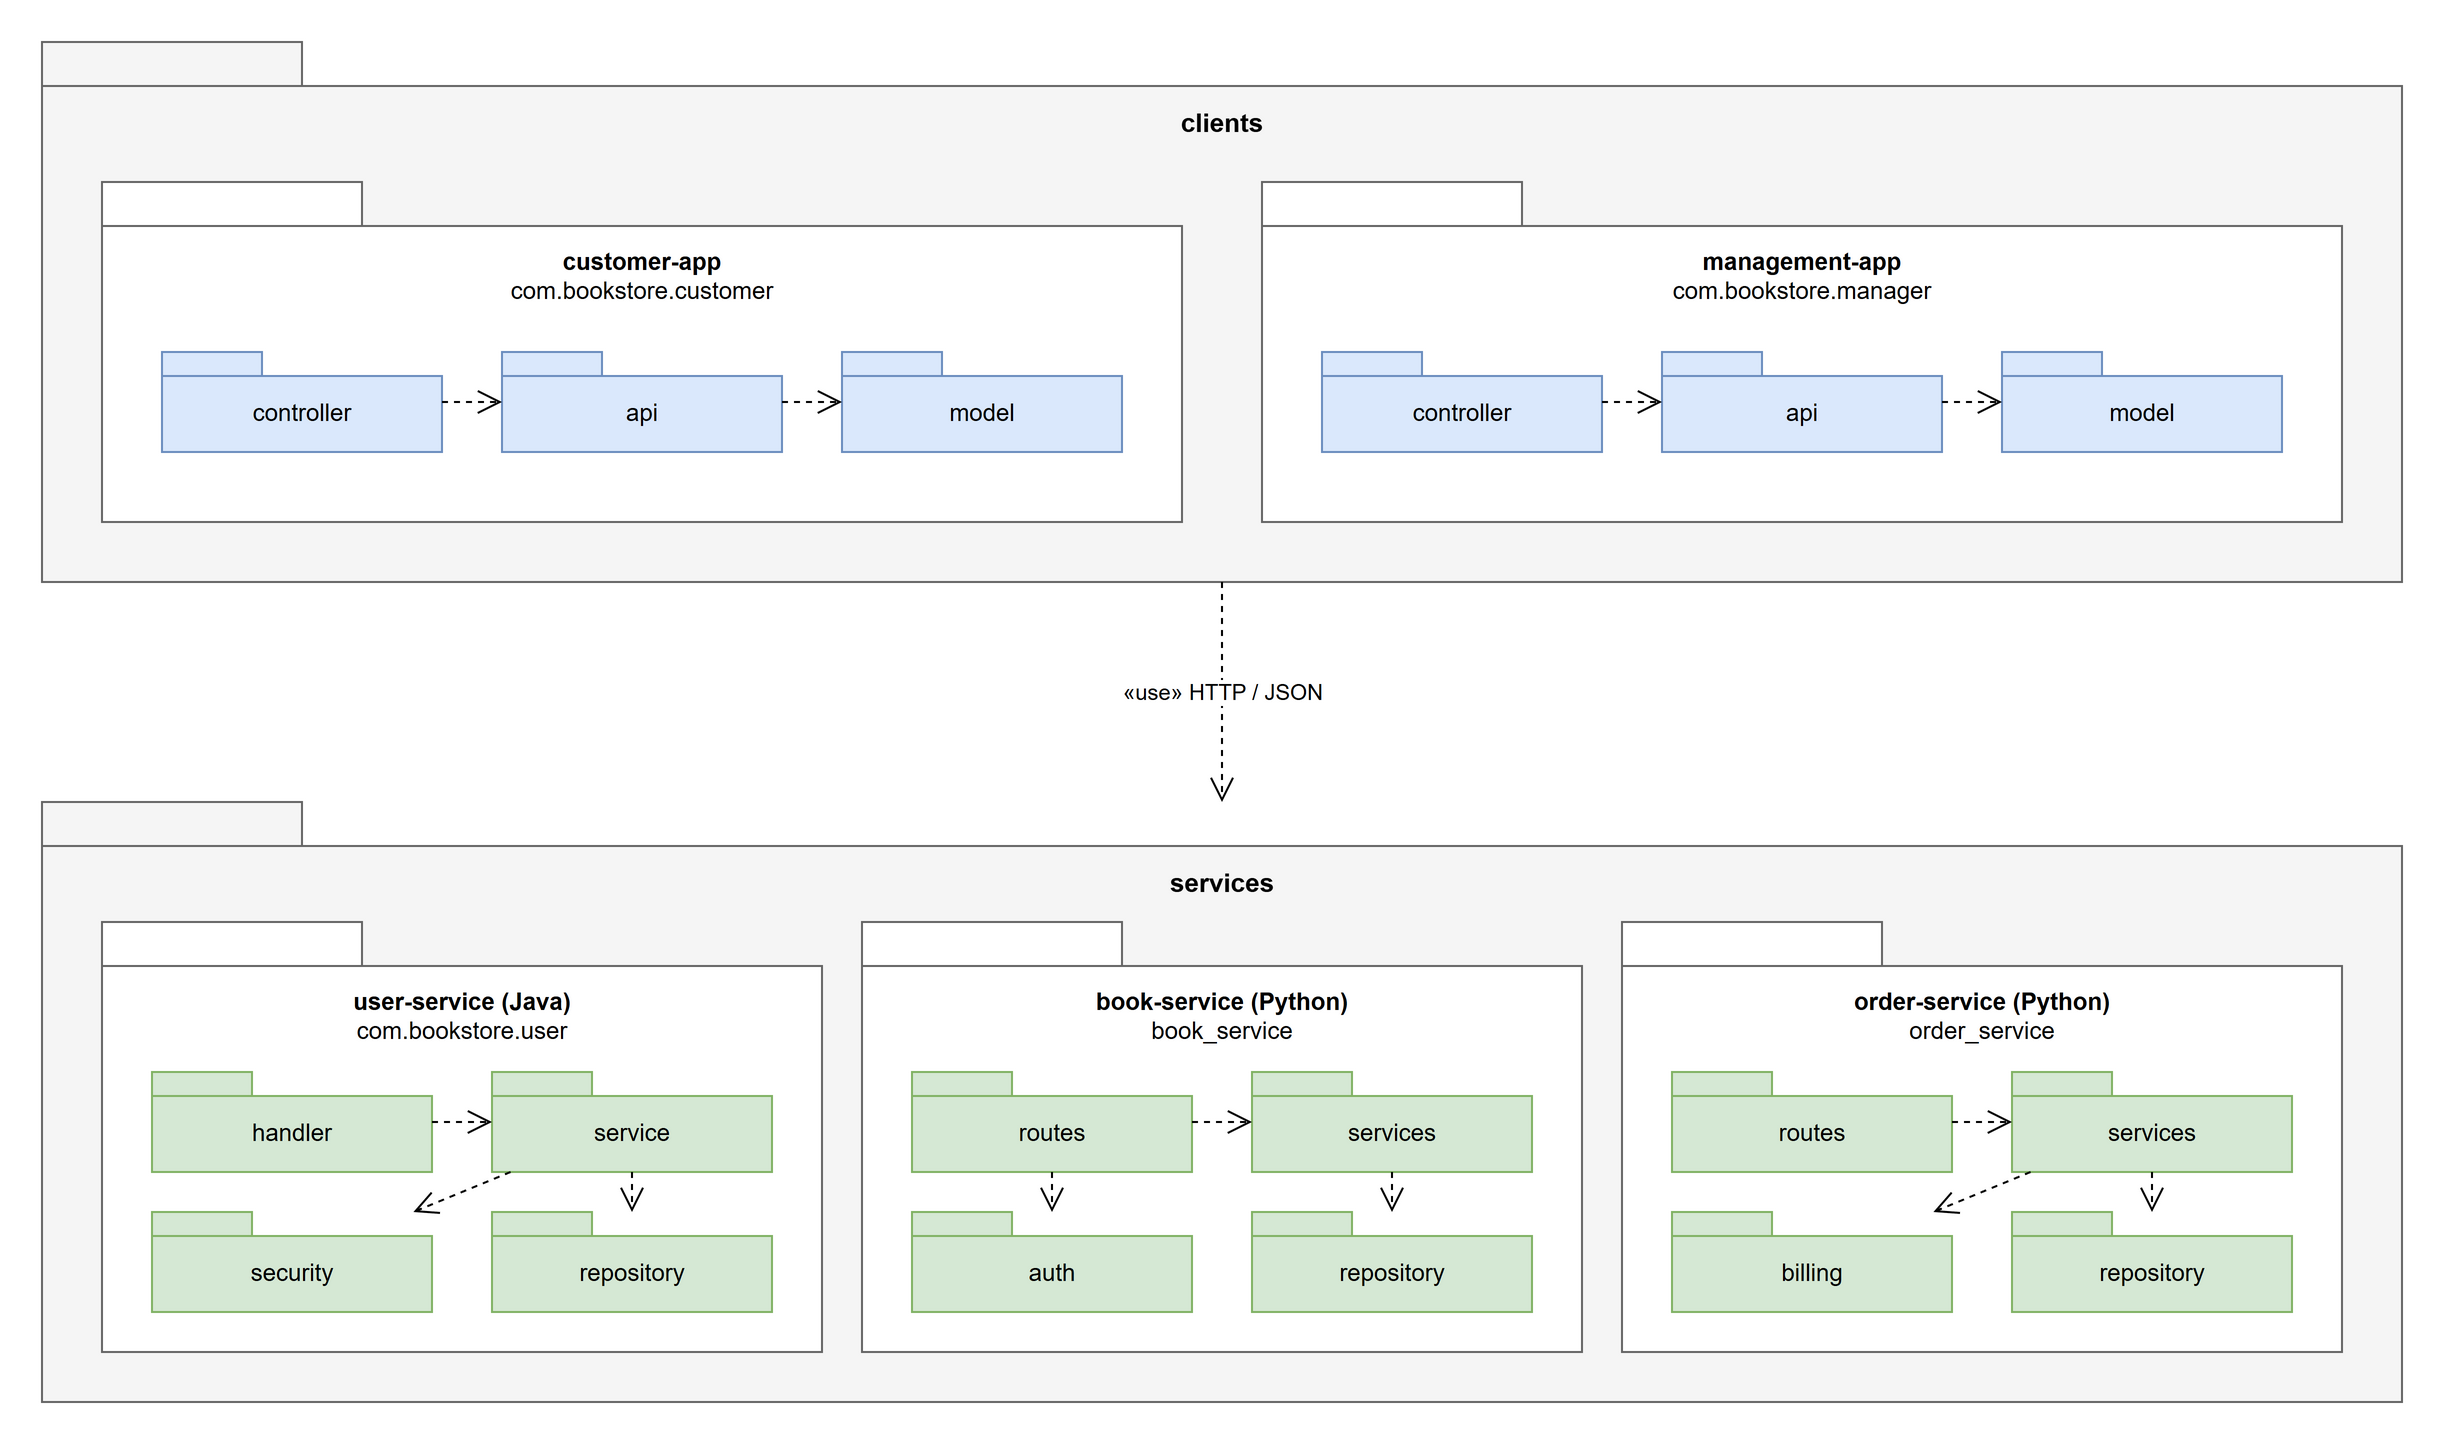 clients
customer-app
com.bookstore.customer
controller
api
model
management-app
com.bookstore.manager
controller
api
model
«use» HTTP / JSON
services
user-service (Java)
com.bookstore.user
handler
service
security
repository
book-service (Python)
book_service
routes
services
auth
repository
order-service (Python)
order_service
routes
services
billing
repository